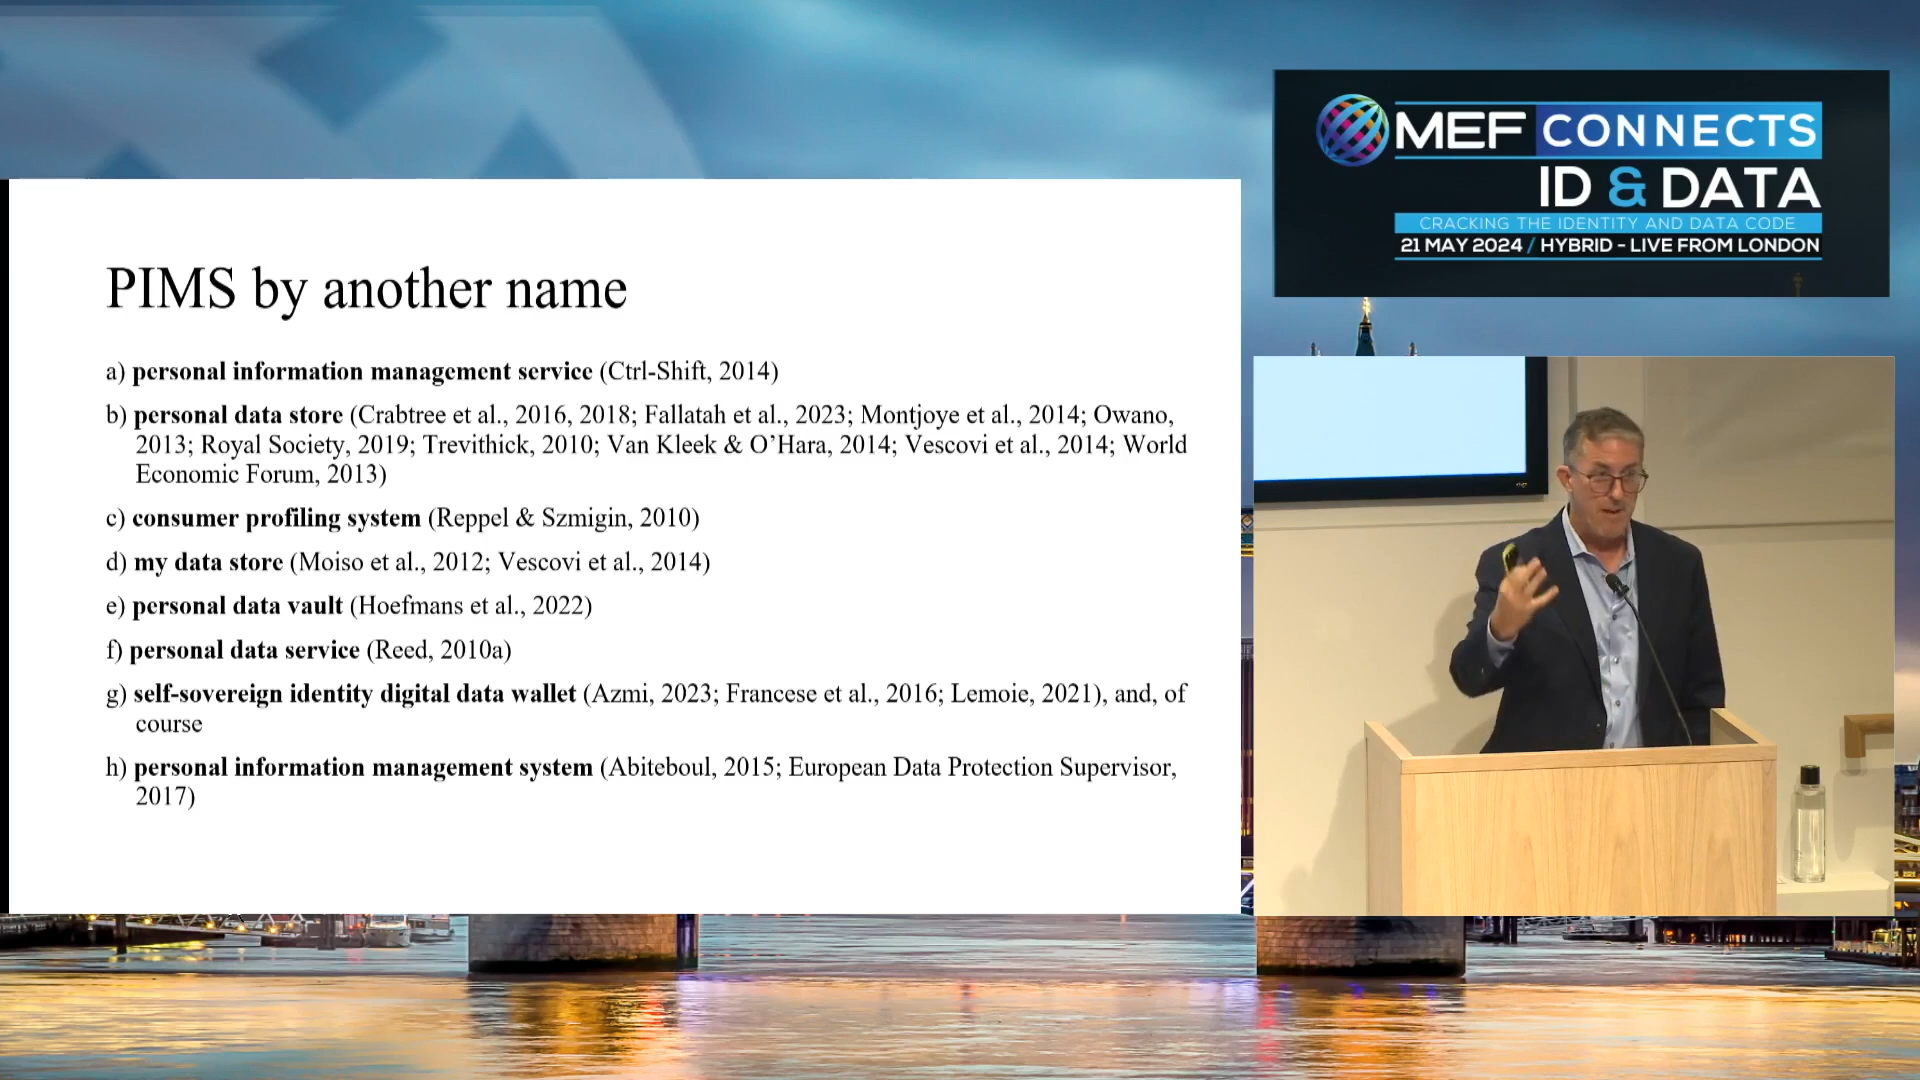 MEF CONNECTS
ID & DATA
CRACKING THE IDENTITY AND DATA CODE
21 MAY 2024 / HYBRID – LIVE FROM LONDON
PIMS by another name
a) personal information management service (Ctrl-Shift, 2014)
b) personal data store (Crabtree et al., 2016, 2018; Fallatah et al., 2023; Montjoye et al., 2014; Owano,
2013; Royal Society, 2019; Trevithick, 2010; Van Kleek & O’Hara, 2014; Vescovi et al., 2014; World
Economic Forum, 2013)
c) consumer profiling system (Reppel & Szmigin, 2010)
d) my data store (Moiso et al., 2012; Vescovi et al., 2014)
e) personal data vault (Hoefmans et al., 2022)
f) personal data service (Reed, 2010a)
g) self-sovereign identity digital data wallet (Azmi, 2023; Francese et al., 2016; Lemoie, 2021), and, of
course
h) personal information management system (Abiteboul, 2015; European Data Protection Supervisor,
2017)